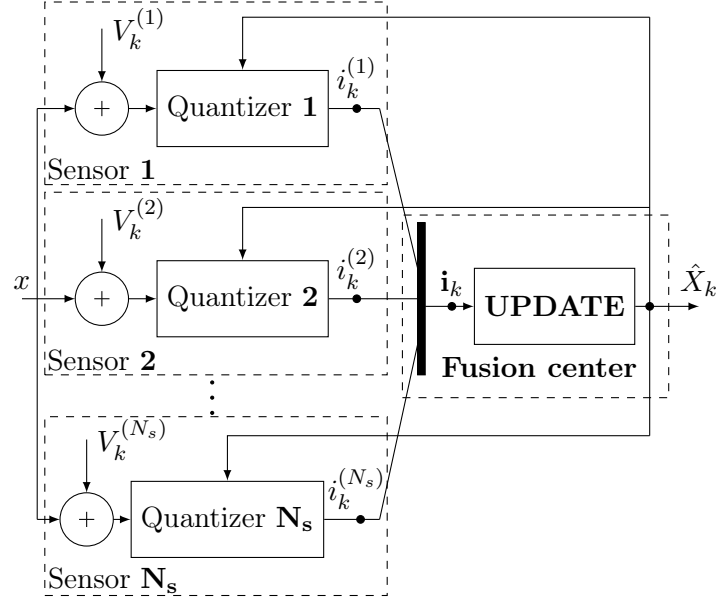 V_k^{(1)}
+
Quantizer 1
i_k^{(1)}
Sensor 1
V_k^{(2)}
x
+
Quantizer 2
i_k^{(2)}
Sensor 2
i_k
UPDATE
X̂_k
Fusion center
⋮
V_k^{(N_s)}
+
Quantizer N_s
i_k^{(N_s)}
Sensor N_s